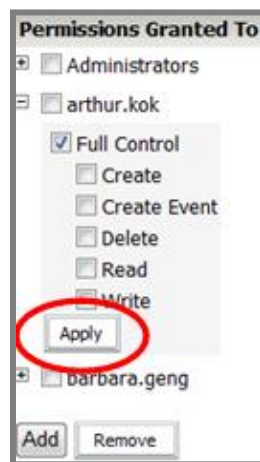 Permissions Granted To
Administrators
arthur.kok
Full Control
Create
Create Event
Delete
Read
Write
Apply
barbara.geng
Add Remove